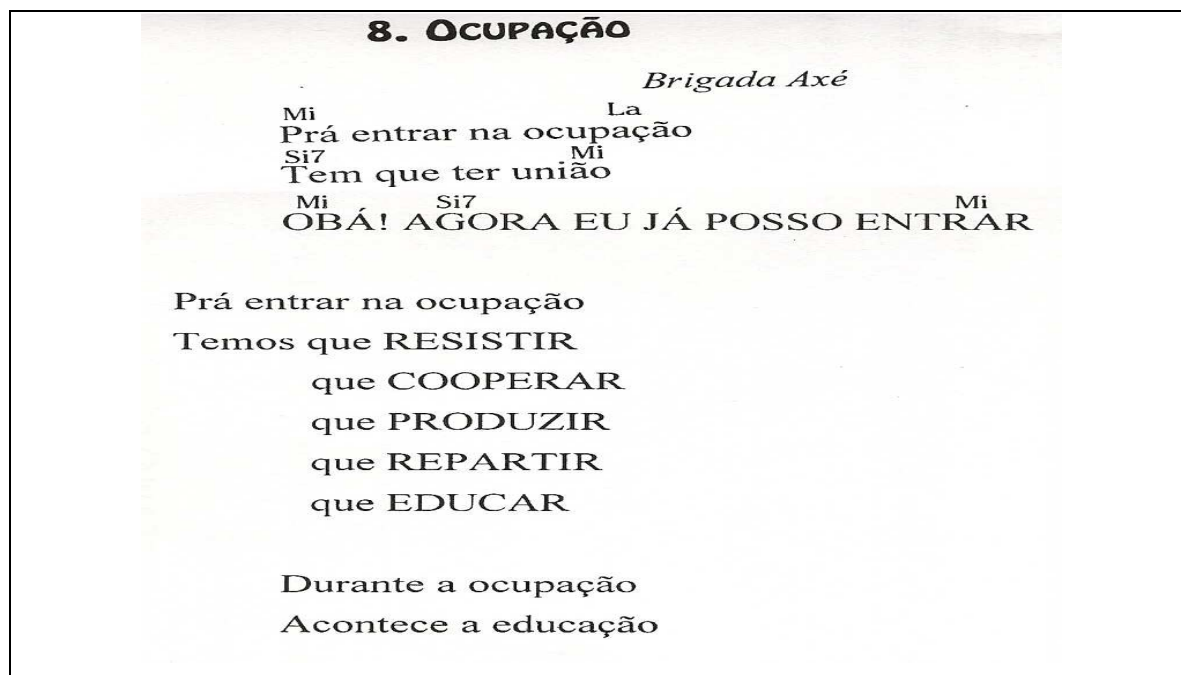 8. OCUPAÇÃO
Brigada Axé
Mi La
Prá entrar na ocupação
Si7 Mi
Tem que ter união
Mi Si7 Mi
OBÁ! AGORA EU JÁ POSSO ENTRAR
Prá entrar na ocupação
Temos que RESISTIR
que COOPERAR
que PRODUZIR
que REPARTIR
que EDUCAR
Durante a ocupação
Acontece a educação